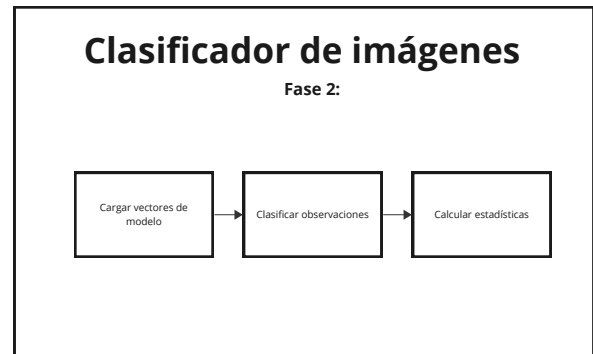 Clasificador de imágenes
Fase 2:
Cargar vectores de
modelo
Clasificar observaciones
Calcular estadísticas